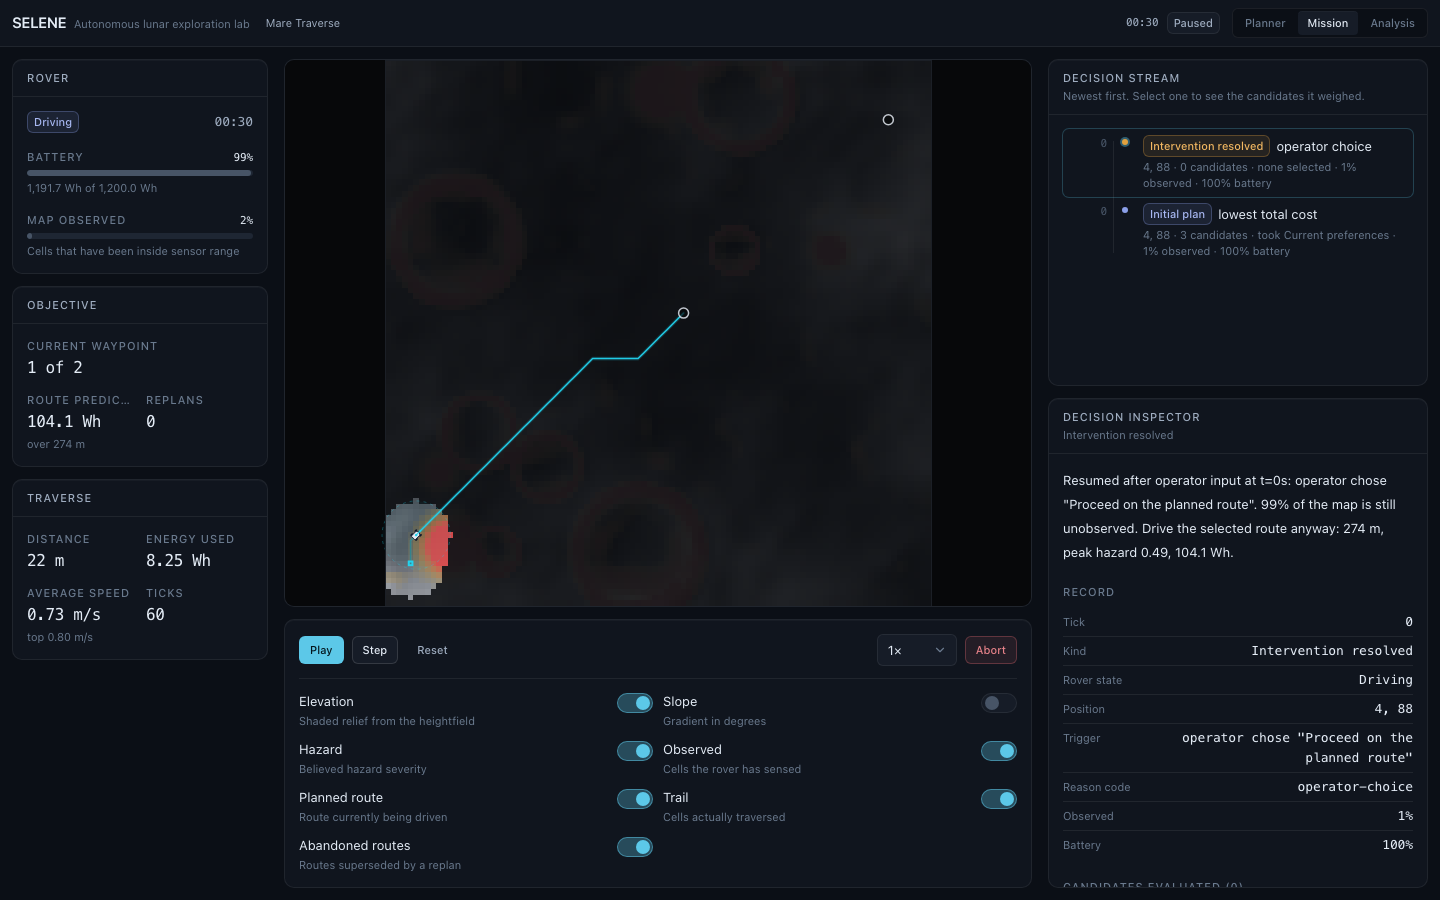 SELENE Autonomous lunar exploration lab Mare Traverse
00:30 Paused Planner Mission Analysis
ROVER
Driving 00:30
BATTERY 99%
1,191.7 Wh of 1,200.0 Wh
MAP OBSERVED 2%
Cells that have been inside sensor range
OBJECTIVE
CURRENT WAYPOINT
1 of 2
ROUTE PREDIC... REPLANS
104.1 Wh 0
over 274 m
TRAVERSE
DISTANCE ENERGY USED
22 m 8.25 Wh
AVERAGE SPEED TICKS
0.73 m/s 60
top 0.80 m/s
Play Step Reset 1× Abort
Elevation Slope
Shaded relief from the heightfield Gradient in degrees
Hazard Observed
Believed hazard severity Cells the rover has sensed
Planned route Trail
Route currently being driven Cells actually traversed
Abandoned routes
Routes superseded by a replan
DECISION STREAM
Newest first. Select one to see the candidates it weighed.
0 Intervention resolved operator choice
4, 88 · 0 candidates · none selected · 1%
observed · 100% battery
0 Initial plan lowest total cost
4, 88 · 3 candidates · took Current preferences ·
1% observed · 100% battery
DECISION INSPECTOR
Intervention resolved
Resumed after operator input at t=0s: operator chose
"Proceed on the planned route". 99% of the map is still
unobserved. Drive the selected route anyway: 274 m,
peak hazard 0.49, 104.1 Wh.
RECORD
Tick 0
Kind Intervention resolved
Rover state Driving
Position 4, 88
Trigger operator chose "Proceed on the
planned route"
Reason code operator-choice
Observed 1%
Battery 100%
CANDIDATES EVALUATED (0)